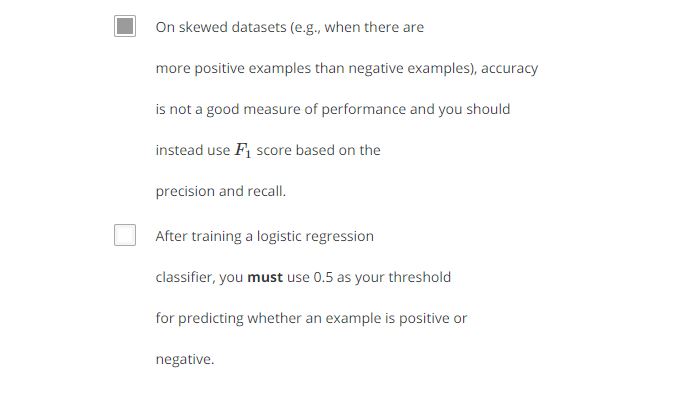 On skewed datasets (e.g., when there are
more positive examples than negative examples), accuracy
is not a good measure of performance and you should
instead use F₁ score based on the
precision and recall.
After training a logistic regression
classifier, you must use 0.5 as your threshold
for predicting whether an example is positive or
negative.